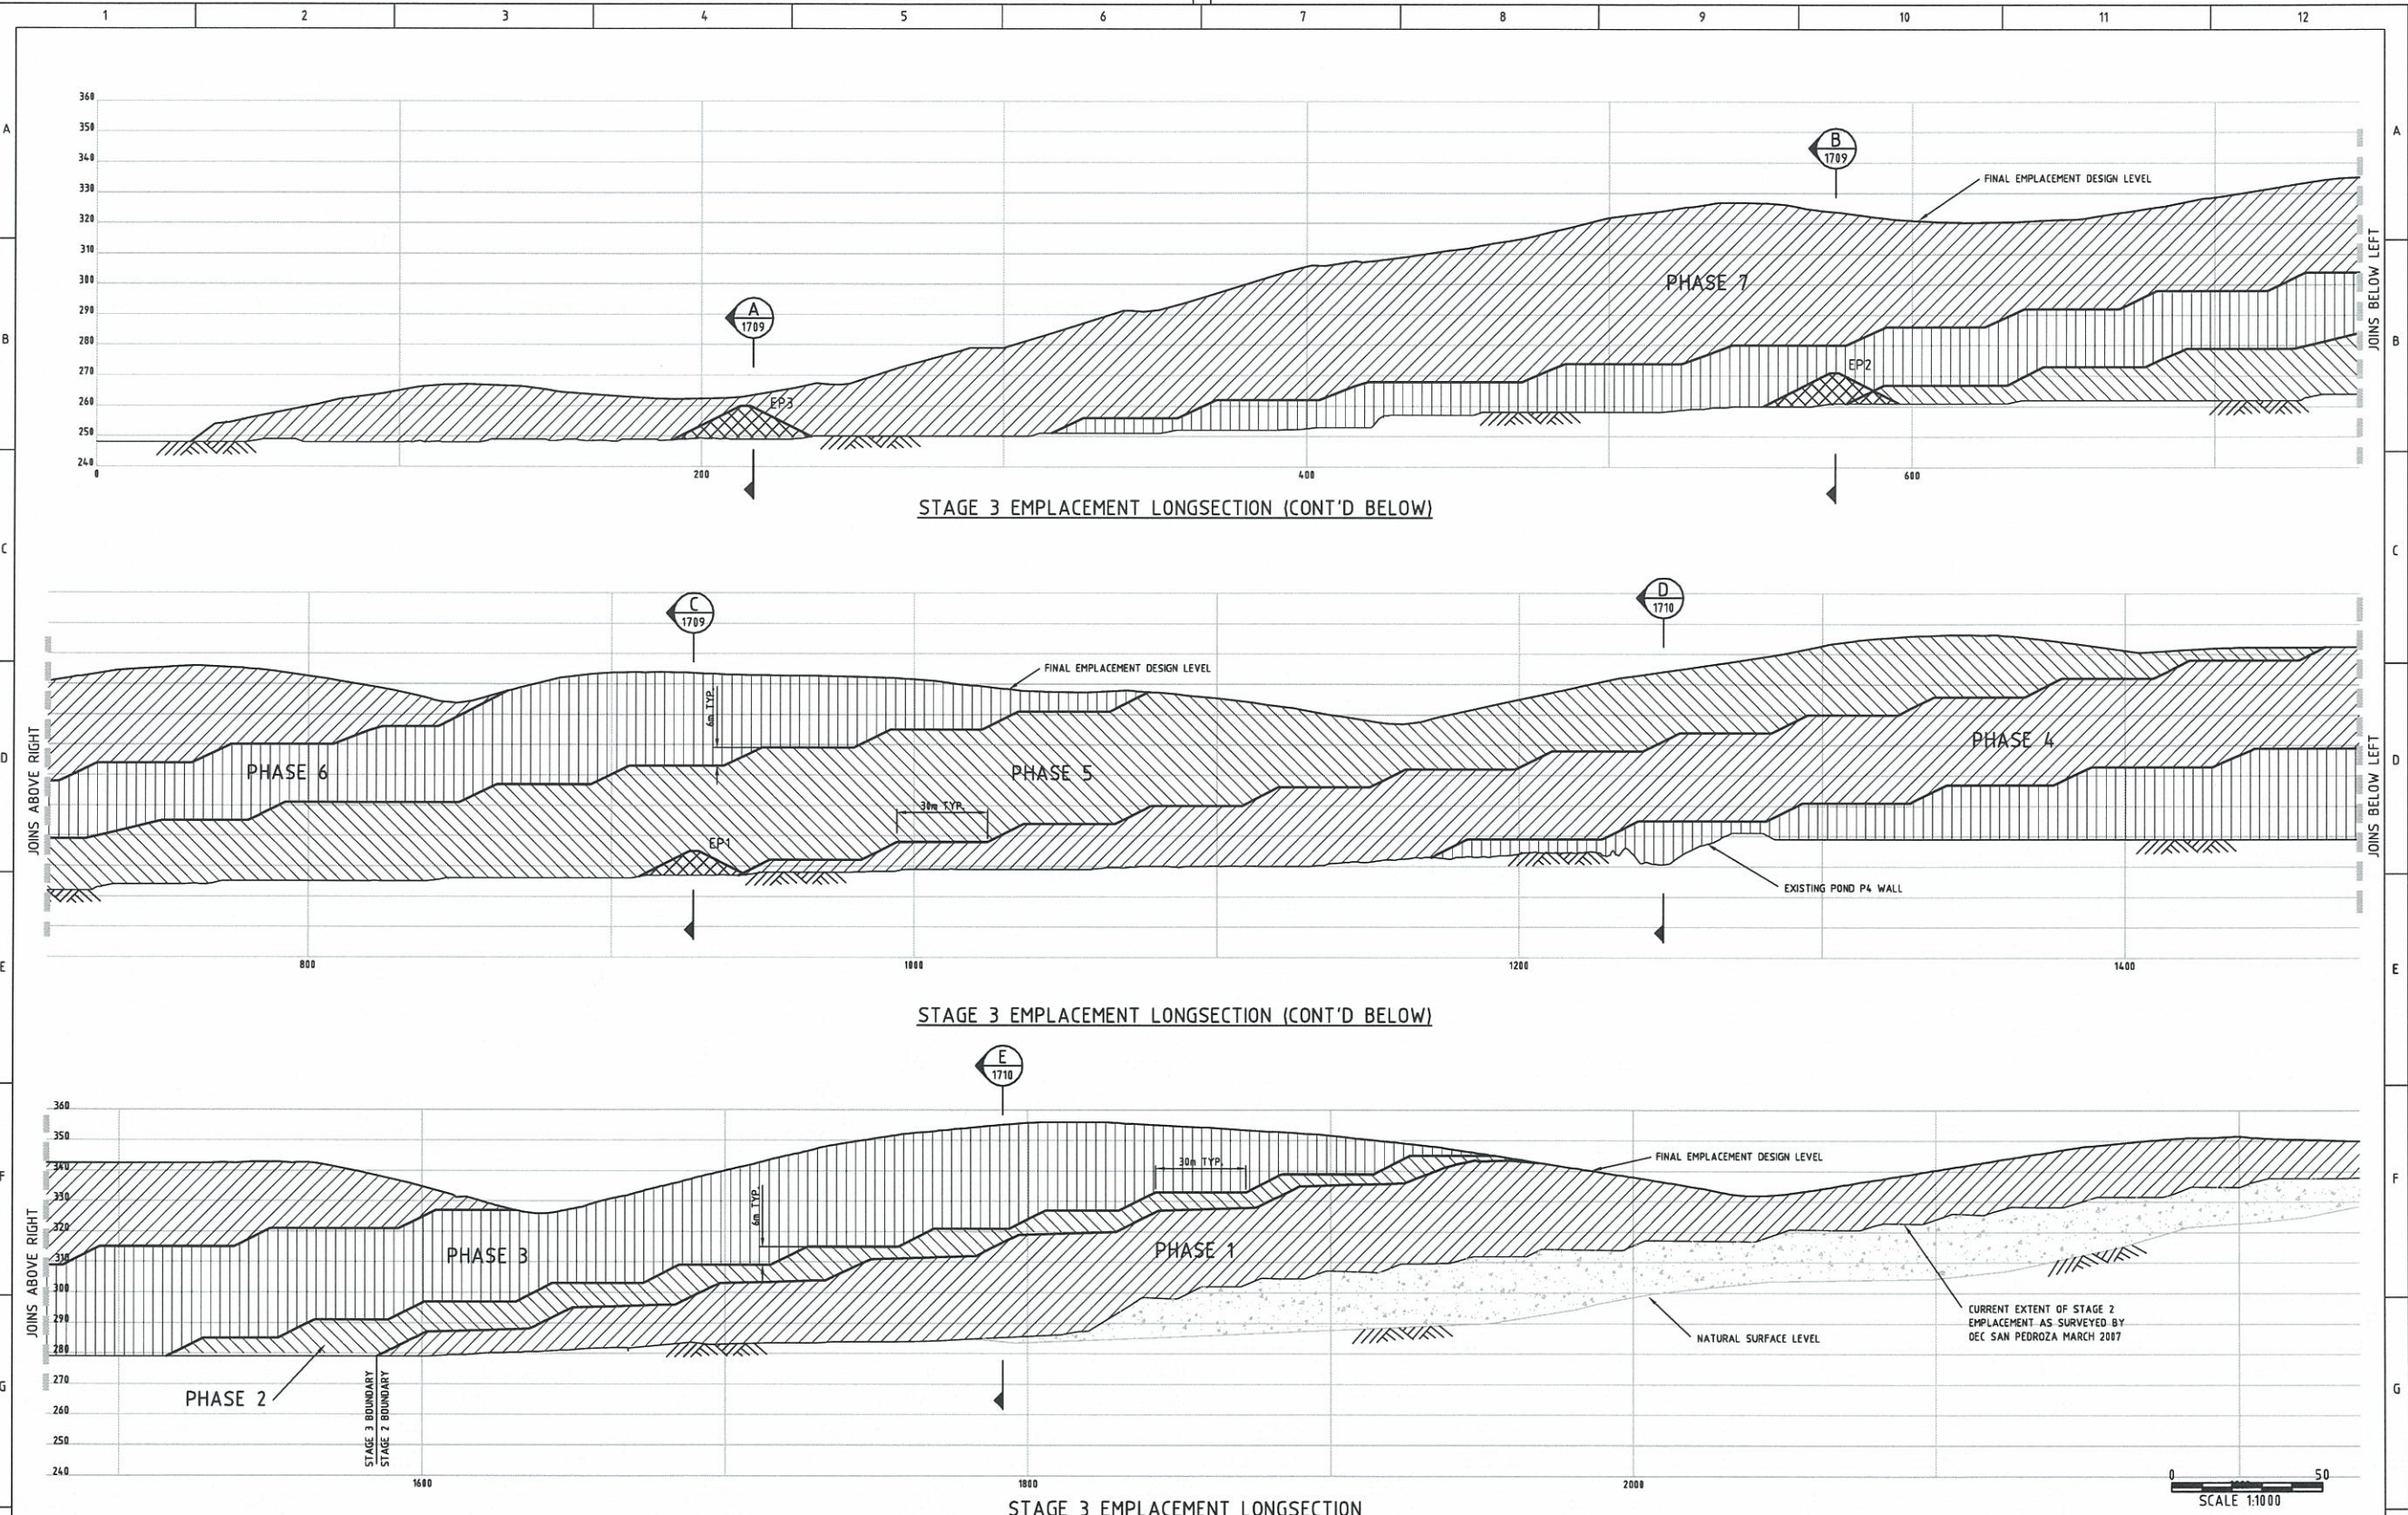 1 2 3 4 5 6 7 8 9 10 11 12
A
A
B
B
C
C
D
D
E
E
F
F
G
G
360
350
340
330
320
310
300
290
280
270
260
250
240
0 200 400 600
A
1709
B
1709
FINAL EMPLACEMENT DESIGN LEVEL
PHASE 7
EP3
EP2
JOINS BELOW LEFT
STAGE 3 EMPLACEMENT LONGSECTION (CONT'D BELOW)
C
1709
D
1710
FINAL EMPLACEMENT DESIGN LEVEL
6m TYP.
JOINS ABOVE RIGHT
PHASE 6
PHASE 5
PHASE 4
30m TYP.
EP1
EXISTING POND P4 WALL
JOINS BELOW LEFT
800 1000 1200 1400
STAGE 3 EMPLACEMENT LONGSECTION (CONT'D BELOW)
E
1710
360
350
340
330
320
310
300
290
280
270
260
250
240
JOINS ABOVE RIGHT
30m TYP.
6m TYP.
FINAL EMPLACEMENT DESIGN LEVEL
PHASE 3
PHASE 1
PHASE 2
STAGE 3 BOUNDARY
STAGE 2 BOUNDARY
NATURAL SURFACE LEVEL
CURRENT EXTENT OF STAGE 2
EMPLACEMENT AS SURVEYED BY
OEC SAN PEDROZA MARCH 2007
1600 1800 2000
STAGE 3 EMPLACEMENT LONGSECTION
0 50
SCALE 1:1000